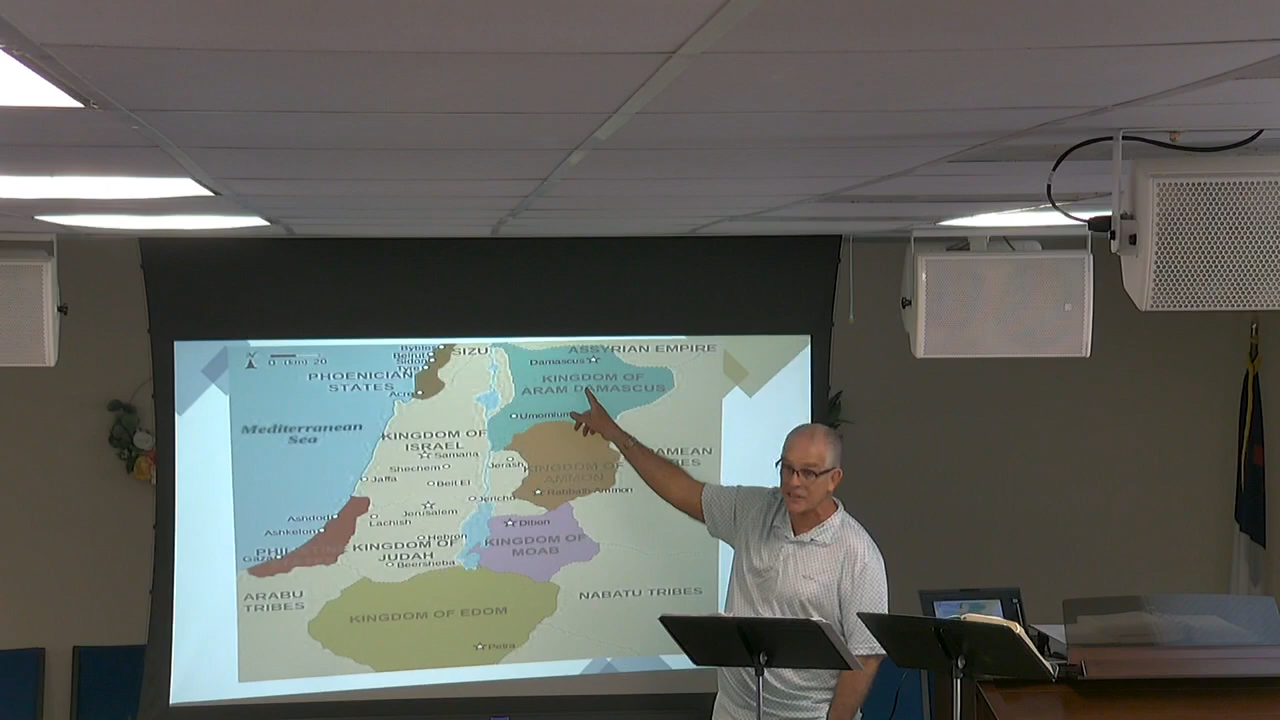 Byblos
Beirut
Sidon
Tyre
SIZU
ASSYRIAN EMPIRE
Damascus
PHOENICIAN
STATES
KINGDOM OF
ARAM DAMASCUS
Acre
Mediterranean
Sea
KINGDOM OF
ISRAEL
Samaria
Shechem
Jaffa
Beit El
Jerash
KINGDOM OF
AMMON
Rabbath Ammon
Jericho
Jerusalem
Ashdod
Lachish
Ashkelon
Dibon
Hebron
KINGDOM OF
JUDAH
KINGDOM OF
MOAB
Gaza
Beersheba
ARABU
TRIBES
NABATU TRIBES
KINGDOM OF EDOM
Petra